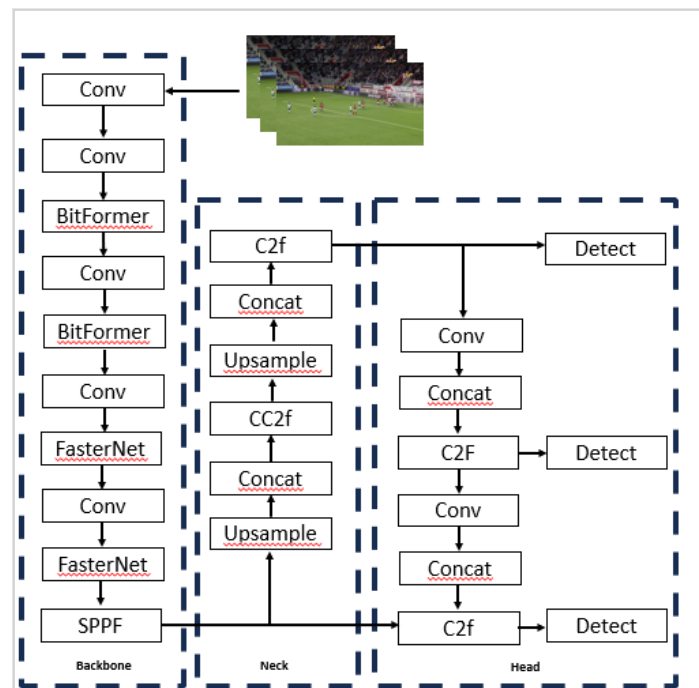 Conv
Conv
BitFormer
Conv
BitFormer
Conv
FasterNet
Conv
FasterNet
SPPF
Backbone
C2f
Concat
Upsample
CC2f
Concat
Upsample
Neck
Detect
Conv
Concat
C2F
Detect
Conv
Concat
C2f
Detect
Head